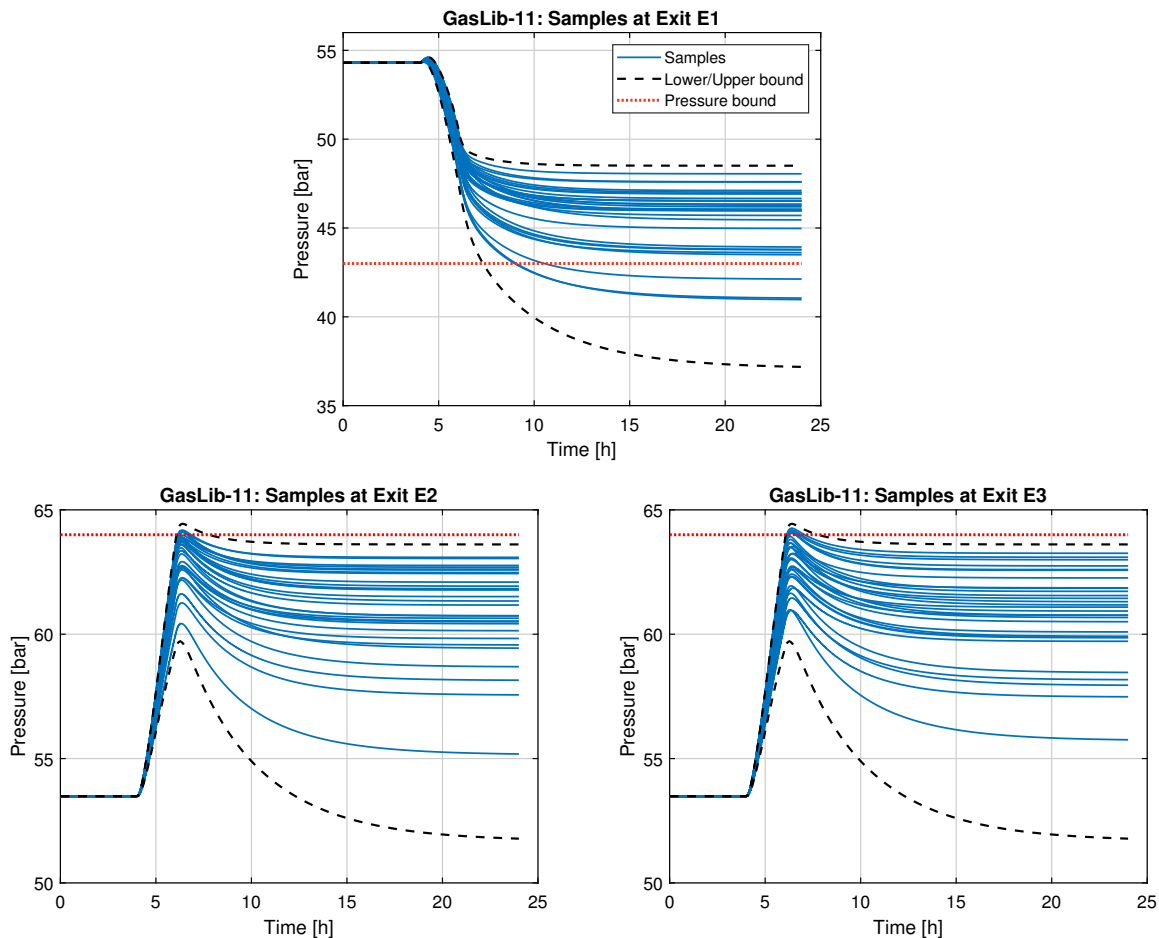 GasLib-11: Samples at Exit E1
55
50
45
40
35
Pressure [bar]
Samples
Lower/Upper bound
Pressure bound
0 5 10 15 20 25
Time [h]
GasLib-11: Samples at Exit E2
65
60
55
50
Pressure [bar]
0 5 10 15 20 25
Time [h]
GasLib-11: Samples at Exit E3
65
60
55
50
Pressure [bar]
0 5 10 15 20 25
Time [h]